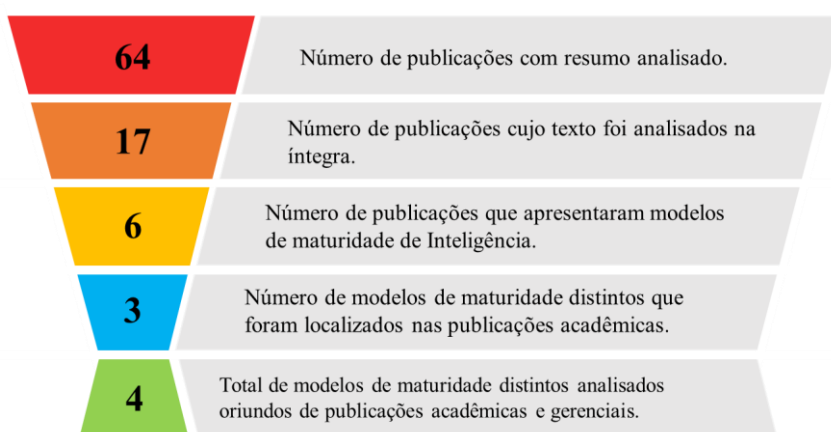 64
Número de publicações com resumo analisado.
17
Número de publicações cujo texto foi analisados na
íntegra.
6
Número de publicações que apresentaram modelos
de maturidade de Inteligência.
3
Número de modelos de maturidade distintos que
foram localizados nas publicações acadêmicas.
4
Total de modelos de maturidade distintos analisados
oriundos de publicações acadêmicas e gerenciais.